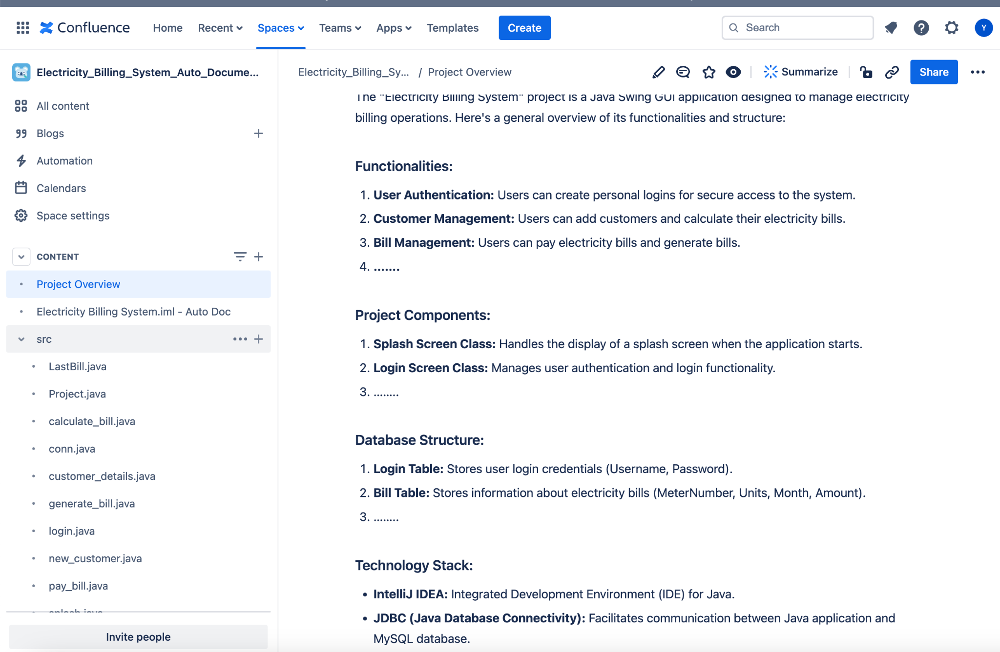 Confluence
Home
Recent
Spaces
Teams
Apps
Templates
Create
Search
Y
Electricity_Billing_System_Auto_Docume...
All content
Blogs
Automation
Calendars
Space settings
CONTENT
Project Overview
Electricity Billing System.iml - Auto Doc
src
LastBill.java
Project.java
calculate_bill.java
conn.java
customer_details.java
generate_bill.java
login.java
new_customer.java
pay_bill.java
splash.java
Invite people
Electricity_Billing_Sy... / Project Overview
Summarize
Share
The "Electricity Billing System" project is a Java Swing GUI application designed to manage electricity
billing operations. Here's a general overview of its functionalities and structure:
Functionalities:
1. User Authentication: Users can create personal logins for secure access to the system.
2. Customer Management: Users can add customers and calculate their electricity bills.
3. Bill Management: Users can pay electricity bills and generate bills.
4. .......
Project Components:
1. Splash Screen Class: Handles the display of a splash screen when the application starts.
2. Login Screen Class: Manages user authentication and login functionality.
3. ........
Database Structure:
1. Login Table: Stores user login credentials (Username, Password).
2. Bill Table: Stores information about electricity bills (MeterNumber, Units, Month, Amount).
3. ........
Technology Stack:
• IntelliJ IDEA: Integrated Development Environment (IDE) for Java.
• JDBC (Java Database Connectivity): Facilitates communication between Java application and
MySQL database.